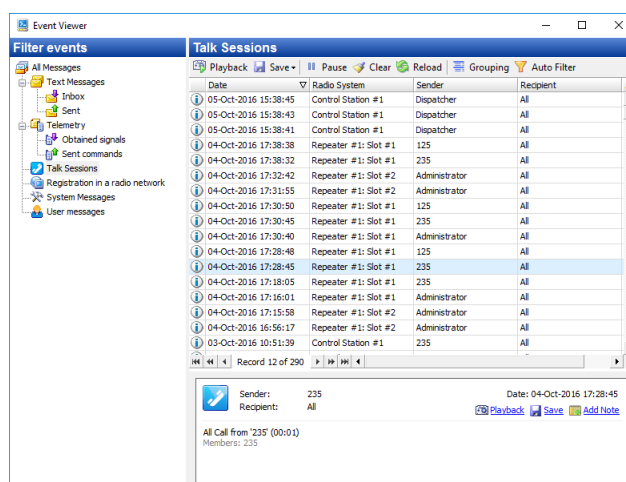 Event Viewer
Filter events
All Messages
Text Messages
Inbox
Sent
Telemetry
Obtained signals
Sent commands
Talk Sessions
Registration in a radio network
System Messages
User messages
Talk Sessions
Playback Save Pause Clear Reload Grouping Auto Filter
Date Radio System Sender Recipient
05-Oct-2016 15:38:45 Control Station #1 Dispatcher All
05-Oct-2016 15:38:43 Control Station #1 Dispatcher All
05-Oct-2016 15:38:41 Control Station #1 Dispatcher All
04-Oct-2016 17:38:38 Repeater #1: Slot #1 125 All
04-Oct-2016 17:38:32 Repeater #1: Slot #1 235 All
04-Oct-2016 17:32:42 Repeater #1: Slot #2 Administrator All
04-Oct-2016 17:31:55 Repeater #1: Slot #2 Administrator All
04-Oct-2016 17:30:50 Repeater #1: Slot #1 125 All
04-Oct-2016 17:30:45 Repeater #1: Slot #1 235 All
04-Oct-2016 17:30:40 Repeater #1: Slot #1 Administrator All
04-Oct-2016 17:28:48 Repeater #1: Slot #1 125 All
04-Oct-2016 17:28:45 Repeater #1: Slot #1 235 All
04-Oct-2016 17:18:05 Repeater #1: Slot #1 235 All
04-Oct-2016 17:16:01 Repeater #1: Slot #1 Administrator All
04-Oct-2016 17:15:58 Repeater #1: Slot #2 Administrator All
04-Oct-2016 16:56:17 Repeater #1: Slot #2 Administrator All
03-Oct-2016 10:51:39 Control Station #1 235 All
Record 12 of 290
Sender: 235 Date: 04-Oct-2016 17:28:45
Recipient: All Playback Save Add Note
All Call from '235' (00:01)
Members: 235